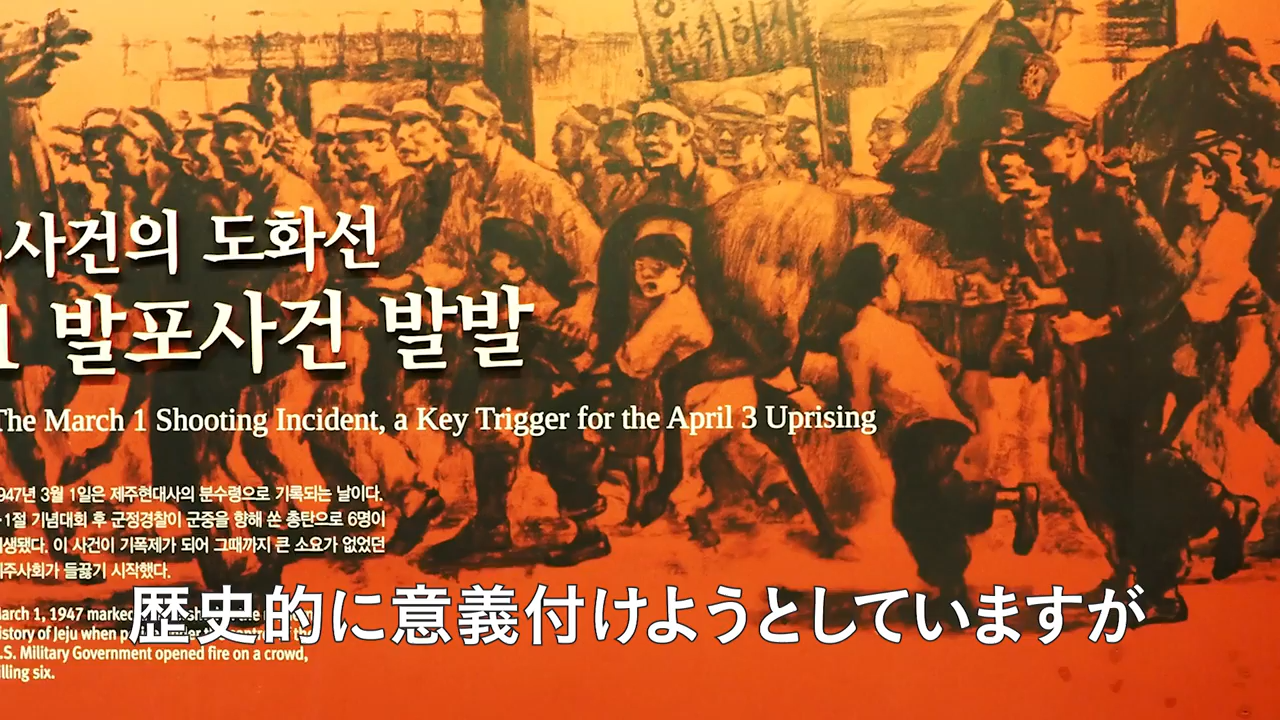 전취하자
사건의 도화선
1 발포사건 발발
The March 1 Shooting Incident, a Key Trigger for the April 3 Uprising
947년 3월 1일은 제주현대사의 분수령으로 기록되는 날이다.
1절 기념대회 후 군정경찰이 군중을 향해 쏜 총탄으로 6명이
생됐다. 이 사건이 기폭제가 되어 그때까지 큰 소요가 없었던
주사회가 들끓기 시작했다.
arch 1, 1947 marked
istory of Jeju when
.S. Military Government opened fire on a crowd,
illing six.
歴史的に意義付けようとしていますが